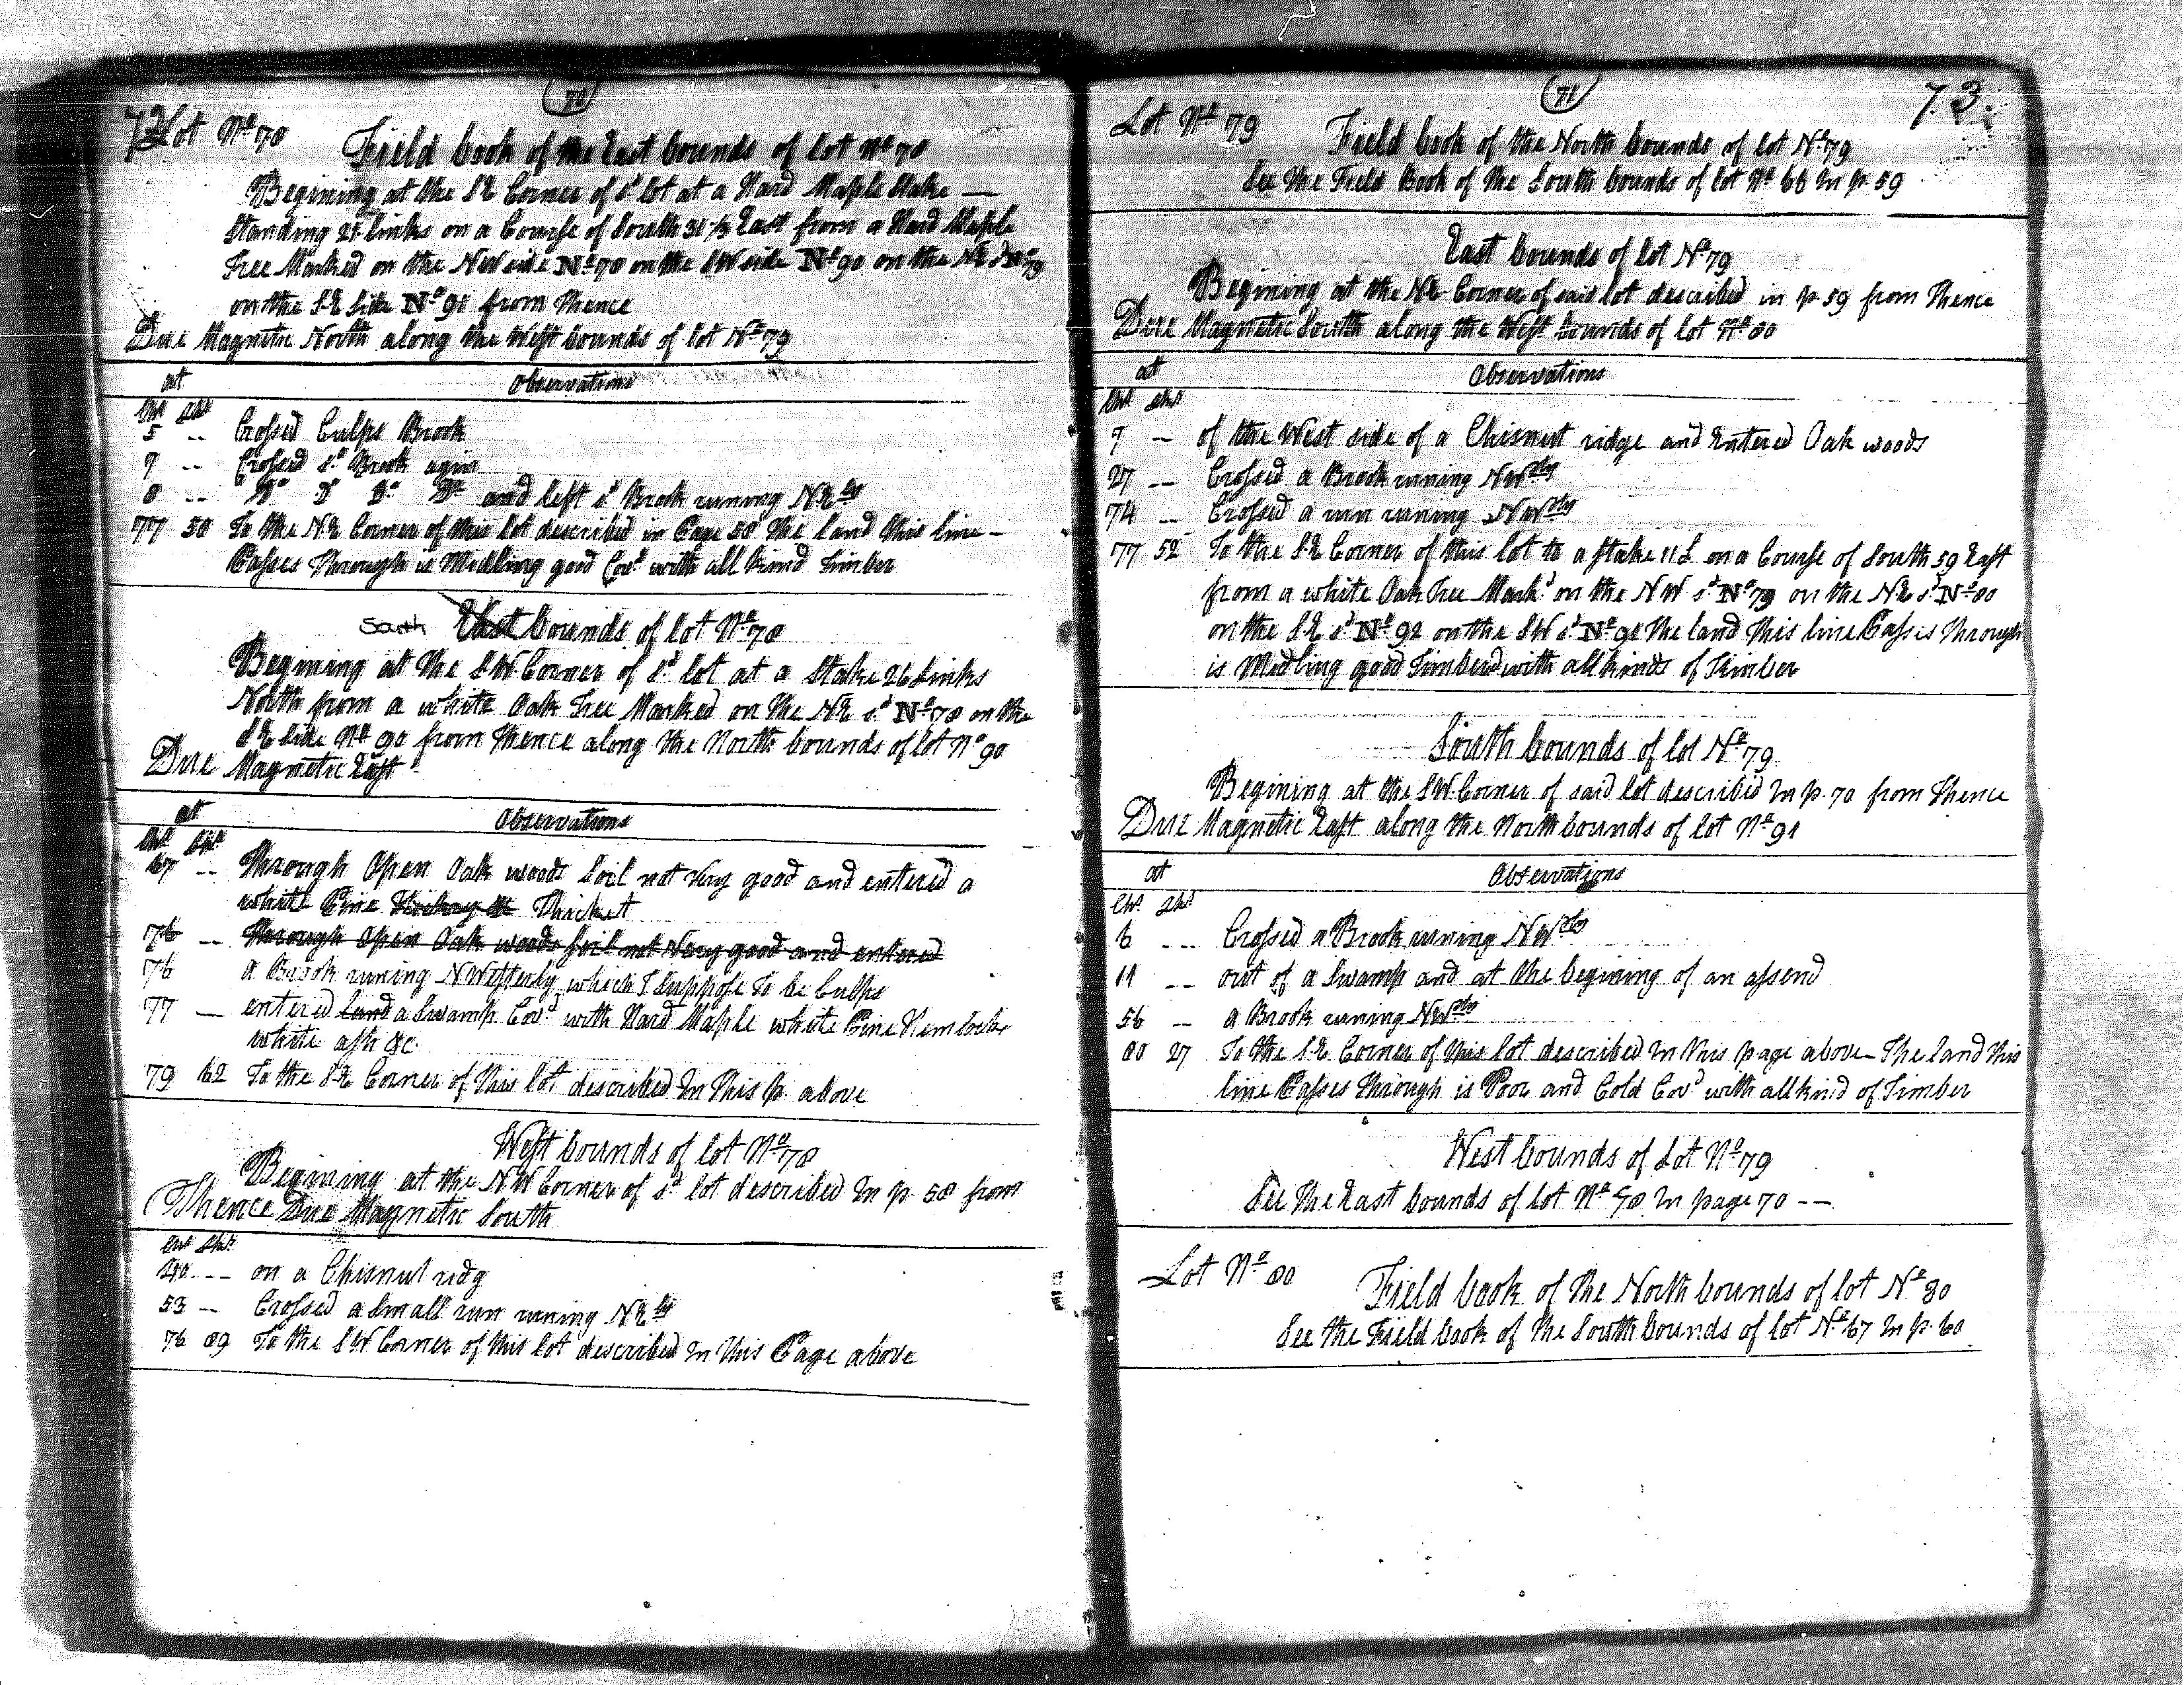 72
70
Lot No 78
Field book of the East bounds of lot No 78
Begining at the SE Corner of sd lot at a Hard Maple Stake —
Standing 21 links on a Course of South 31 1/2 East from a Hard Maple
Tree Marked on the NW side No 78 on the SW side No 90 on the NE sd No 79
on the SE side No 91 from Thence
Due Magnetic North along the West bounds of lot No 79
at Observations
Chs Lks
5 -- Crossed Culps Brook
7 -- Crossed sd Brook agin
8 -- Do Do Do Do and left sd Brook runing NEly
77 50 To the NE Corner of this lot described in Page 58 The land this line —
Passes Through is Midling good Covd with all kind Timber
South East bounds of lot No 78
Begining at the SW Corner of sd lot at a Stake 26 Links
North from a white Oak Tree Marked on the NE sd No 78 on the
SE side No 90 from Thence along the North bounds of lot No 90
Due Magnetic East
at Observations
Chs Lks
67 -- Through Open Oak woods Soil not very good and entered a
white Pine Thicket
76 -- Through Open Oak woods Soil not Very good and entered
76 a Brook runing NWesterly which I Suppose To be Culps
77 — entered land a Swamp Covd with Hard Maple white Pine Hemlock
white ash &c
79 62 To the SE Corner of this lot described In This p. above
West bounds of lot No 78
Begining at the NW Corner of sd lot described In p. 58 from
Thence Due Magnetic South
Chs Lks
20 -- on a Chisnut ridg
53 -- Crossed a Small run runing NEly
76 89 To the SW Corner of this Lot described In This Page above
71
73
Lot No 79
Field book of the North bounds of lot No 79
See The Field Book of the South bounds of lot No 66 In p. 59
East bounds of lot No 79
Begining at the NE Corner of said lot described in p. 59 from Thence
Due Magnetic South along the West bounds of lot No 80
at Observations
Chs Lks
7 — of the West side of a Chisnut ridge and Entered Oak woods
27 — Crossed a Brook runing NWely
74 -- Crossed a run runing NWely
77 52 To the SE Corner of this lot to a stake 11 L on a Course of South 59 East
from a white Oak Tree Markd on the NW sd No 79 on the NE sd No 80
on the SE sd No 92 on the SW sd No 91 The land This line Passes Through
is Midling good Timberd with all kinds of Timber
South bounds of lot No 79
Begining at the SW Corner of said lot described In p. 70 from Thence
Due Magnetic East along the North bounds of lot No 91
at Observations
Chs Lks
6 --- Crossed a Brook runing NWely
11 -- out of a Swamp and at the begining of an assend
56 -- a Brook runing NWely
80 27 To the SE Corner of This lot described In this page above The Land this
line Passes Through is Poor and Cold Covd with all kind of Timber
West bounds of Lot No 79
See The East bounds of lot No 78 In page 70 --
Lot No 80
Field book of the North bounds of lot No 80
See the Field book of the South bounds of lot No 67 In p. 60